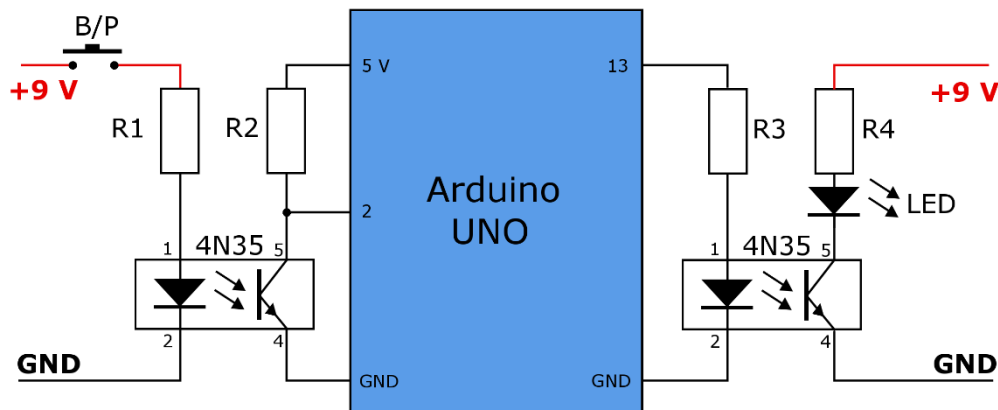 B/P
+9 V
R1
R2
5 V
13
R3
R4
+9 V
Arduino
UNO
2
LED
1
4N35
5
1
4N35
5
2
4
2
4
GND
GND
GND
GND